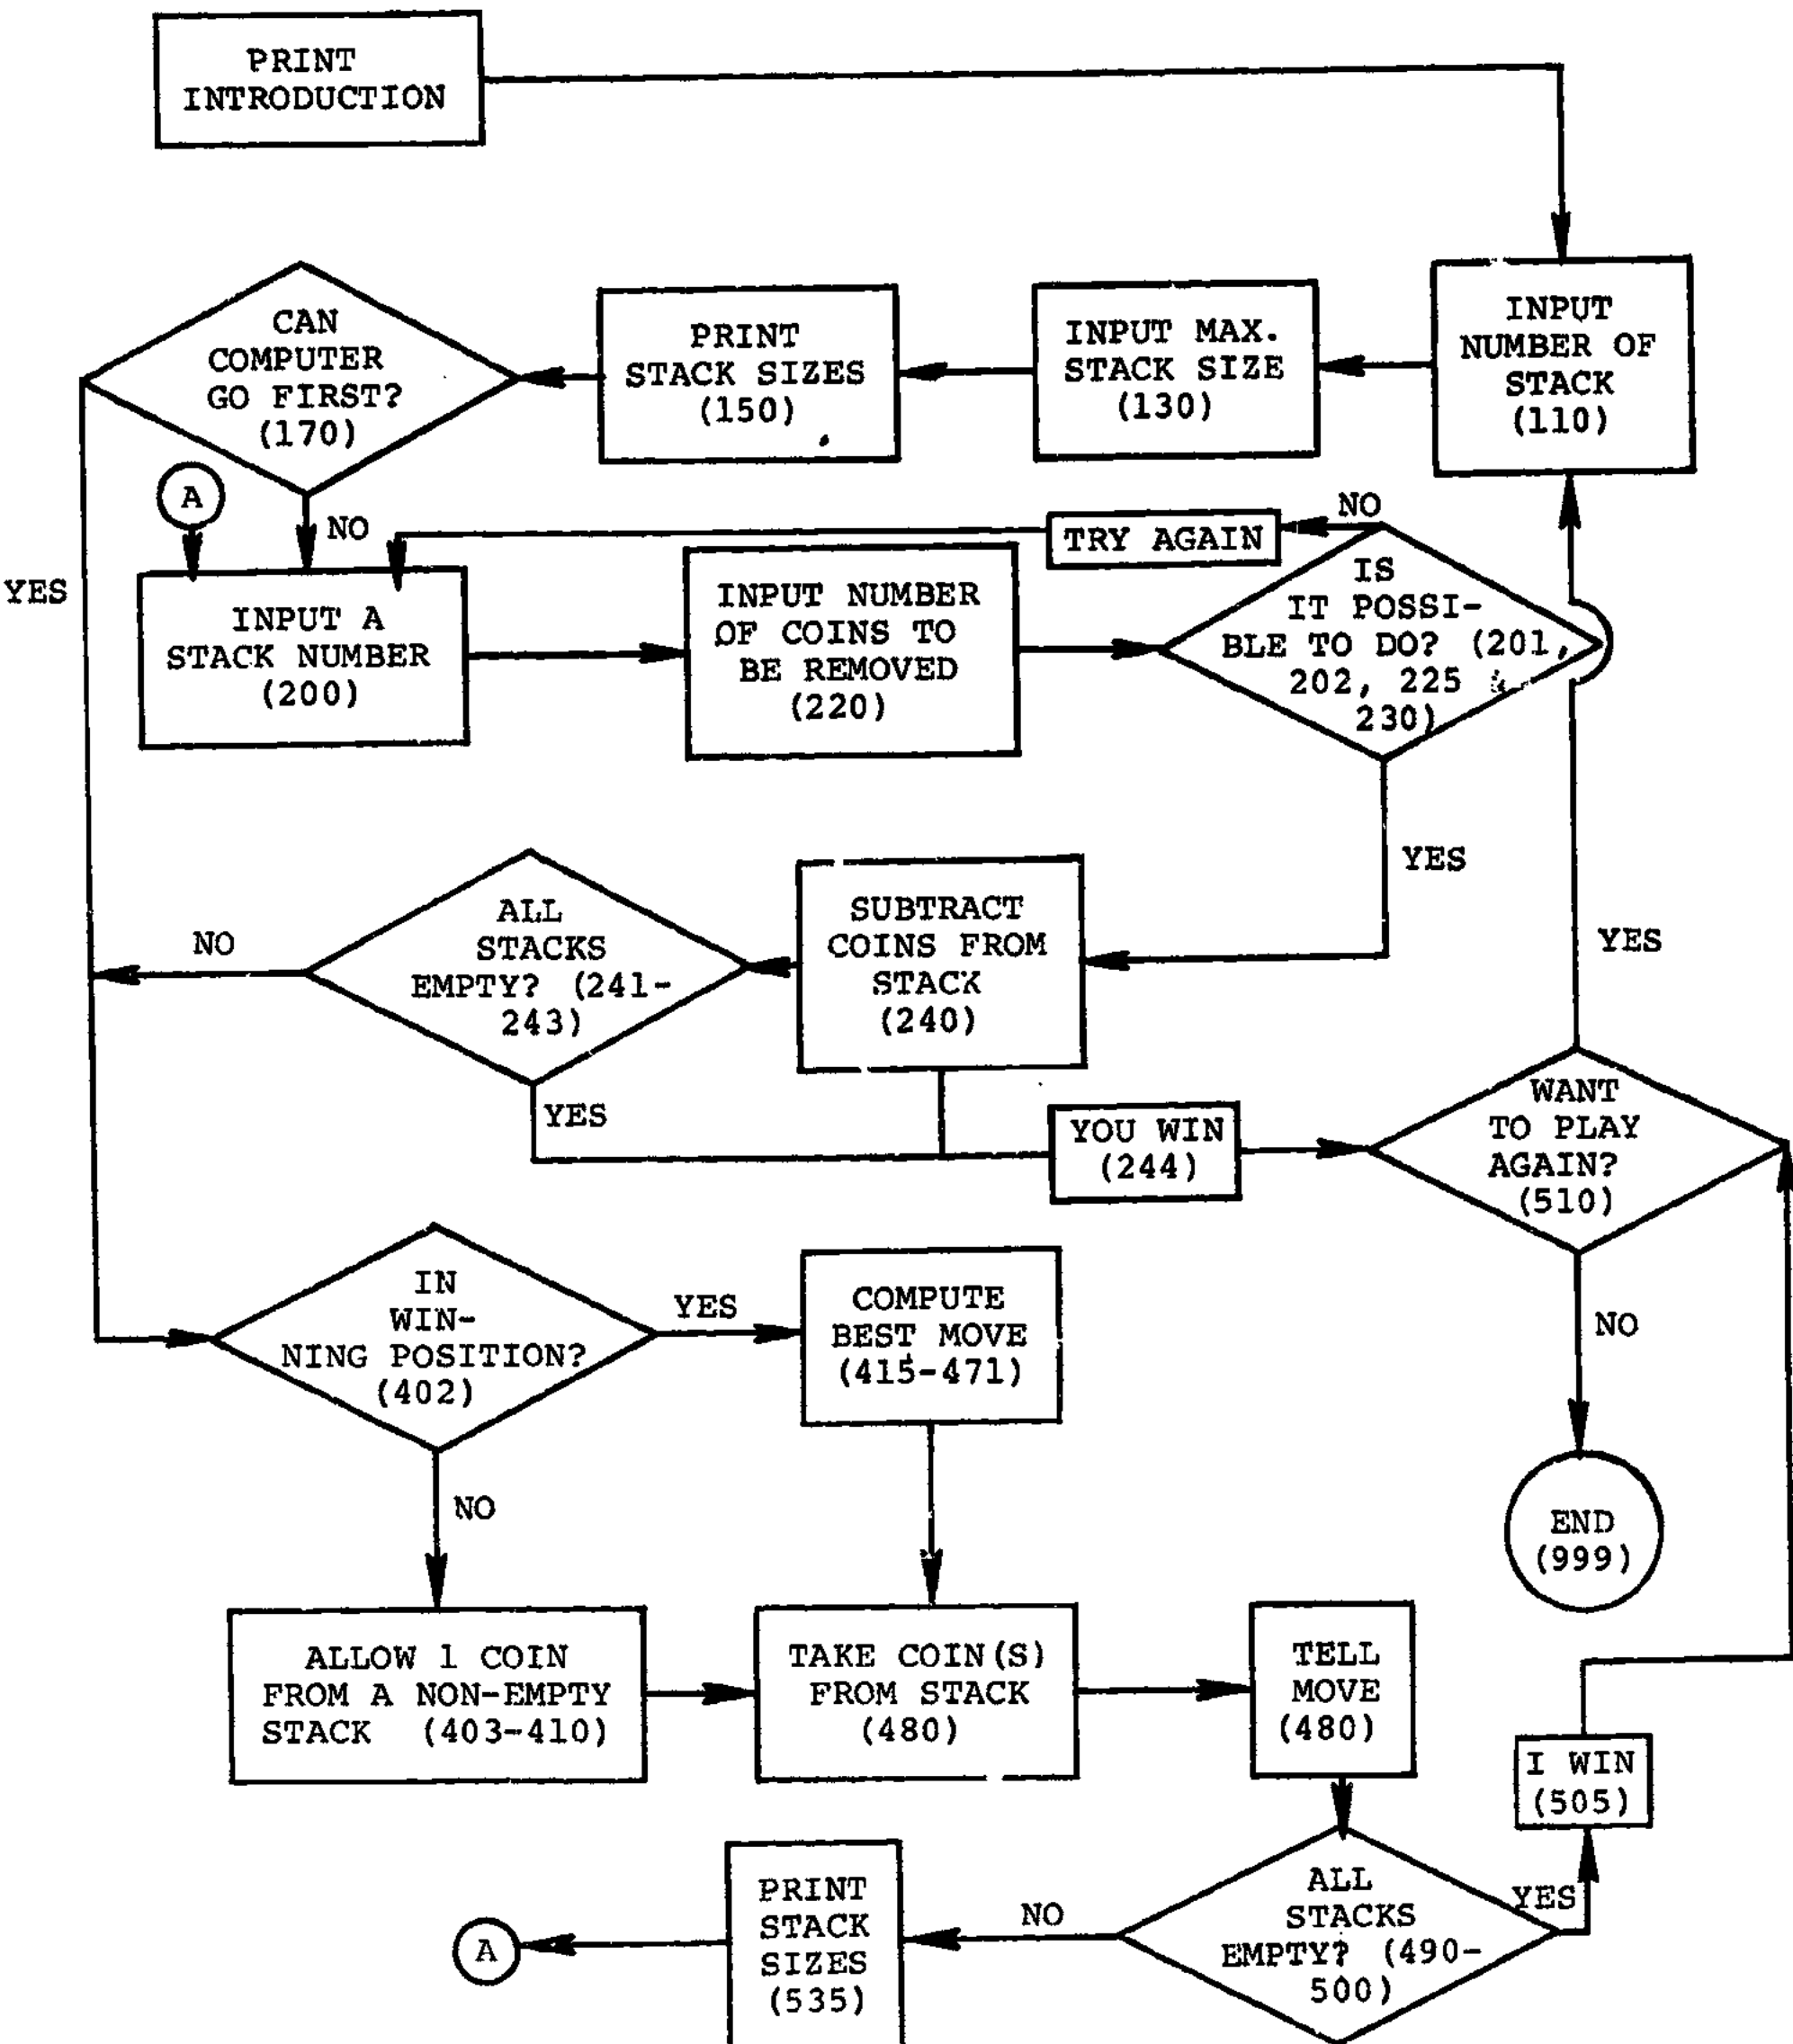 PRINT
INTRODUCTION
CAN
COMPUTER
GO FIRST?
(170)
PRINT
STACK SIZES
(150)
INPUT MAX.
STACK SIZE
(130)
INPUT
NUMBER OF
STACK
(110)
A
NO
YES
INPUT A
STACK NUMBER
(200)
INPUT NUMBER
OF COINS TO
BE REMOVED
(220)
TRY AGAIN
NO
IS
IT POSSI-
BLE TO DO? (201,
202, 225
230)
YES
NO
ALL
STACKS
EMPTY? (241-
243)
SUBTRACT
COINS FROM
STACK
(240)
YES
YES
YOU WIN
(244)
WANT
TO PLAY
AGAIN?
(510)
NO
END
(999)
IN
WIN-
NING POSITION?
(402)
YES
COMPUTE
BEST MOVE
(415-471)
NO
ALLOW 1 COIN
FROM A NON-EMPTY
STACK (403-410)
TAKE COIN(S)
FROM STACK
(480)
TELL
MOVE
(480)
I WIN
(505)
YES
ALL
STACKS
EMPTY? (490-
500)
NO
PRINT
STACK
SIZES
(535)
A